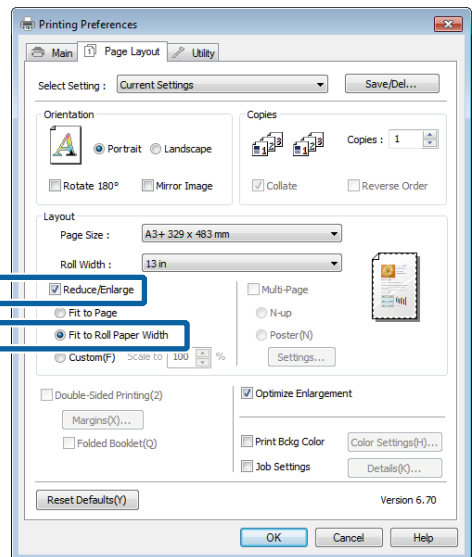 Printing Preferences
Main Page Layout Utility
Select Setting : Current Settings Save/Del...
Orientation Copies
Portrait Landscape Copies : 1
Rotate 180° Mirror Image Collate Reverse Order
Layout
Page Size : A3+ 329 x 483 mm
Roll Width : 13 in
Reduce/Enlarge Multi-Page
Fit to Page N-up
Fit to Roll Paper Width Poster(N)
Custom(F) Scale to 100 % Settings...
Double-Sided Printing(2) Optimize Enlargement
Margins(X)...
Folded Booklet(Q) Print Bckg Color Color Settings(H)...
Job Settings Details(K)...
Reset Defaults(Y) Version 6.70
OK Cancel Help